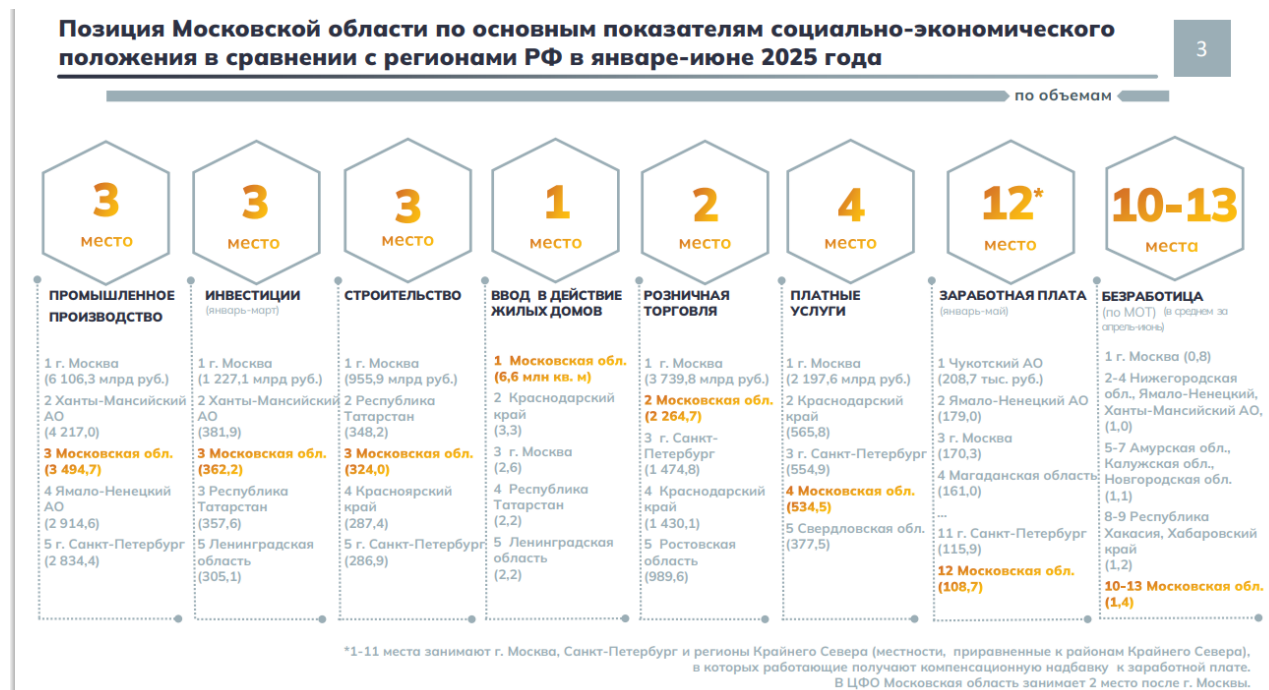 Позиция Московской области по основным показателям социально-экономического
положения в сравнении с регионами РФ в январе-июне 2025 года
3
по объемам
3
место
ПРОМЫШЛЕННОЕ
ПРОИЗВОДСТВО
1 г. Москва
(6 106,3 млрд руб.)
2 Ханты-Мансийский
АО
(4 217,0)
3 Московская обл.
(3 494,7)
4 Ямало-Ненецкий
АО
(2 914,6)
5 г. Санкт-Петербург
(2 834,4)
3
место
ИНВЕСТИЦИИ
(январь-март)
1 г. Москва
(1 227,1 млрд руб.)
2 Ханты-Мансийский
АО
(381,9)
3 Московская обл.
(362,2)
3 Республика
Татарстан
(357,6)
5 Ленинградская
область
(305,1)
3
место
СТРОИТЕЛЬСТВО
1 г. Москва
(955,9 млрд руб.)
2 Республика
Татарстан
(348,2)
3 Московская обл.
(324,0)
4 Красноярский
край
(287,4)
5 г. Санкт-Петербург
(286,9)
1
место
ВВОД В ДЕЙСТВИЕ
ЖИЛЫХ ДОМОВ
1 Московская обл.
(6,6 млн кв. м)
2 Краснодарский
край
(3,3)
3 г. Москва
(2,6)
4 Республика
Татарстан
(2,2)
5 Ленинградская
область
(2,2)
2
место
РОЗНИЧНАЯ
ТОРГОВЛЯ
1 г. Москва
(3 739,8 млрд руб.)
2 Московская обл.
(2 264,7)
3 г. Санкт-
Петербург
(1 474,8)
4 Краснодарский
край
(1 430,1)
5 Ростовская
область
(989,6)
4
место
ПЛАТНЫЕ
УСЛУГИ
1 г. Москва
(2 197,6 млрд руб.)
2 Краснодарский
край
(565,8)
3 г. Санкт-Петербург
(554,9)
4 Московская обл.
(534,5)
5 Свердловская обл.
(377,5)
12*
место
ЗАРАБОТНАЯ ПЛАТА
(январь-май)
1 Чукотский АО
(208,7 тыс. руб.)
2 Ямало-Ненецкий АО
(179,0)
3 г. Москва
(170,3)
4 Магаданская область
(161,0)
...
11 г. Санкт-Петербург
(115,9)
12 Московская обл.
(108,7)
10-13
места
БЕЗРАБОТИЦА
(по МОТ) (в среднем за
апрель-июнь)
1 г. Москва (0,8)
2-4 Нижегородская
обл., Ямало-Ненецкий,
Ханты-Мансийский АО,
(1,0)
5-7 Амурская обл.,
Калужская обл.,
Новгородская обл.
(1,1)
8-9 Республика
Хакасия, Хабаровский
край
(1,2)
10-13 Московская обл.
(1,4)
*1-11 места занимают г. Москва, Санкт-Петербург и регионы Крайнего Севера (местности, приравненные к районам Крайнего Севера),
в которых работающие получают компенсационную надбавку к заработной плате.
В ЦФО Московская область занимает 2 место после г. Москвы.